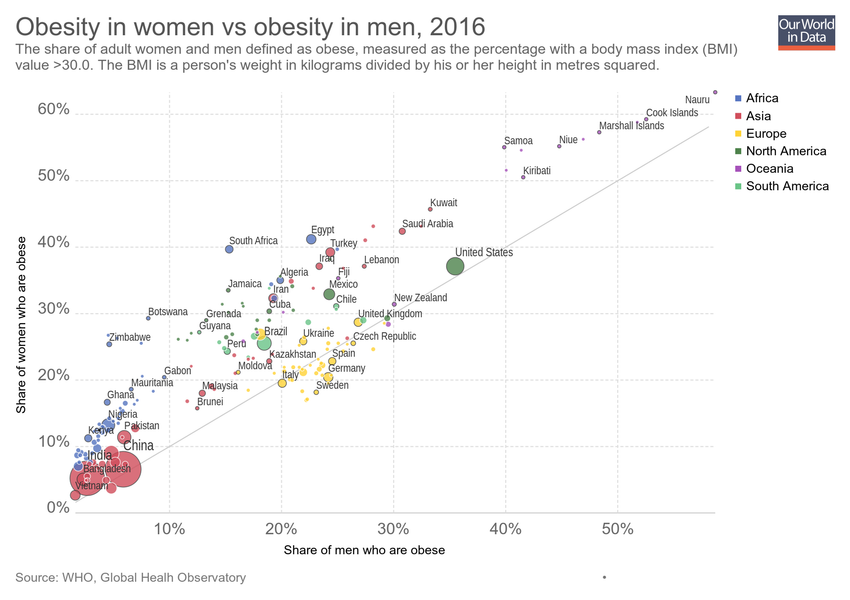 Obesity in women vs obesity in men, 2016
Our World
in Data
The share of adult women and men defined as obese, measured as the percentage with a body mass index (BMI)
value >30.0. The BMI is a person's weight in kilograms divided by his or her height in metres squared.
60%
50%
40%
30%
20%
10%
0%
Share of women who are obese
Nauru
Cook Islands
Marshall Islands
Samoa
Niue
Kiribati
Kuwait
Saudi Arabia
Egypt
South Africa
Turkey
United States
Iraq
Lebanon
Algeria
Fiji
Jamaica
Iran
Mexico
Cuba
Chile
New Zealand
Botswana
Grenada
United Kingdom
Guyana
Zimbabwe
Brazil
Ukraine
Czech Republic
Peru
Kazakhstan
Spain
Moldova
Gabon
Italy
Germany
Mauritania
Malaysia
Sweden
Ghana
Brunei
Nigeria
Kenya
Pakistan
China
India
Bangladesh
Vietnam
10%
20%
30%
40%
50%
Share of men who are obese
Africa
Asia
Europe
North America
Oceania
South America
Source: WHO, Global Healh Observatory